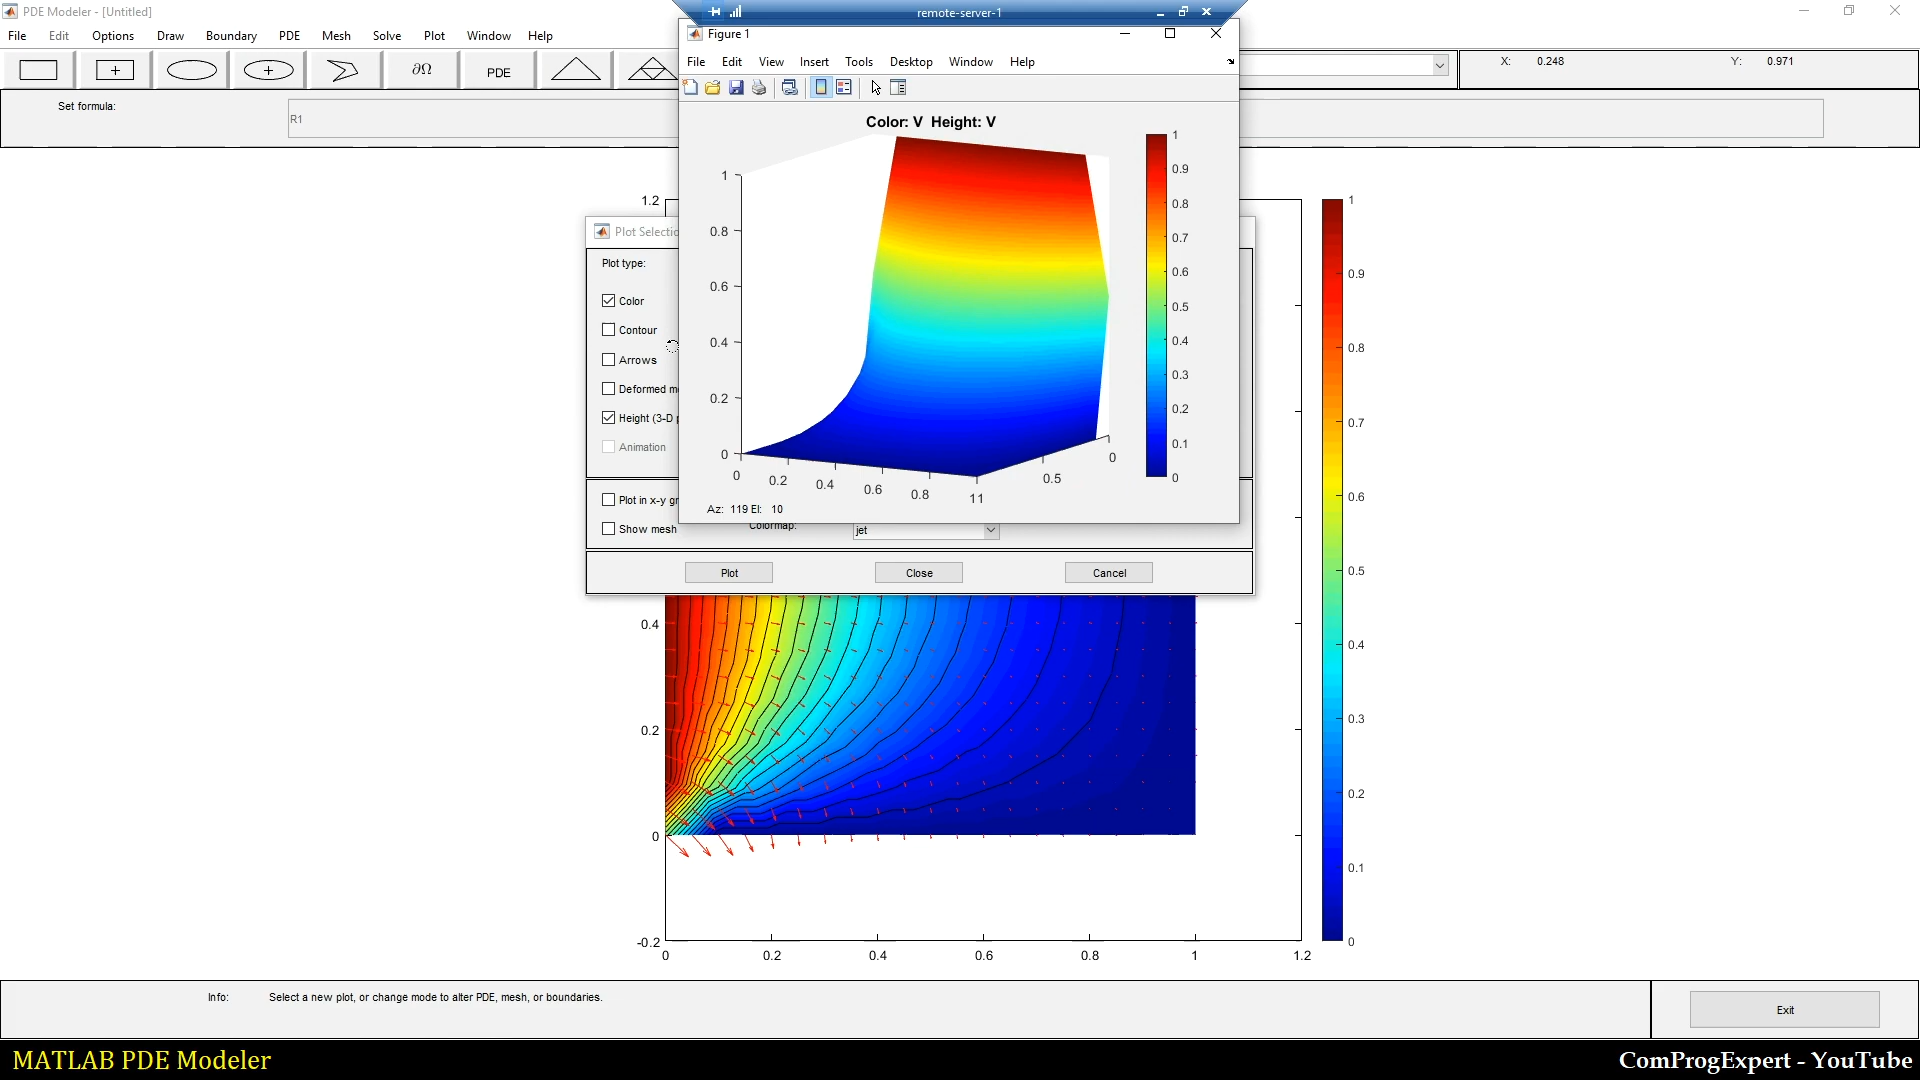 PDE Modeler - [Untitled]
remote-server-1
Figure 1
File Edit Options Draw Boundary PDE Mesh Solve Plot Window Help
File Edit View Insert Tools Desktop Window Help
∂Ω
PDE
X: 0.248 Y: 0.971
Set formula:
R1
Color: V Height: V
1
0.8
0.6
0.4
0.2
0
0
0.2
0.4
0.6
0.8
11
0.5
0
1
0.9
0.8
0.7
0.6
0.5
0.4
0.3
0.2
0.1
0
Az: 119 El: 10
Plot type:
Color
Contour
Arrows
Height (3-D
Animation
Plot in x-y
Show mesh
Colormap:
jet
Plot Close Cancel
1.2
0.4
0.2
0
-0.2
0 0.2 0.4 0.6 0.8 1 1.2
1
0.9
0.8
0.7
0.6
0.5
0.4
0.3
0.2
0.1
0
Info: Select a new plot, or change mode to alter PDE, mesh, or boundaries.
Exit
MATLAB PDE Modeler
ComProgExpert - YouTube